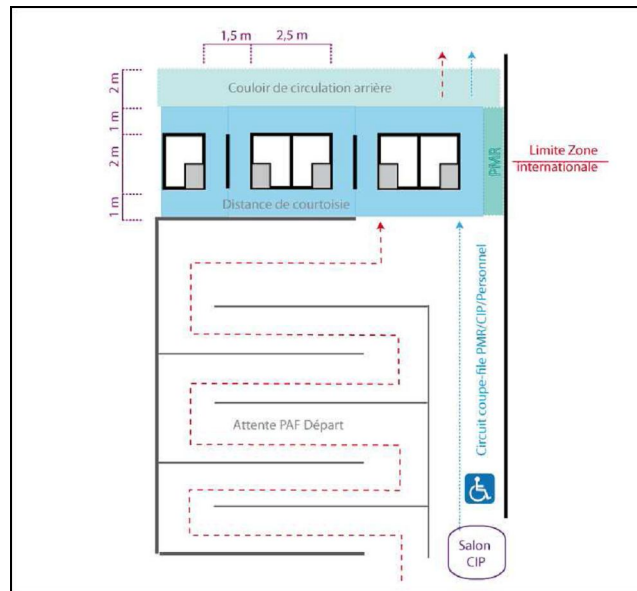 1,5 m
2,5 m
2 m
1 m
2 m
1 m
Couloir de circulation arrière
PMR
Limite Zone
internationale
Distance de courtoisie
Circuit coupe-file PMR/CIP/Personnel
Attente PAF Départ
Salon
CIP